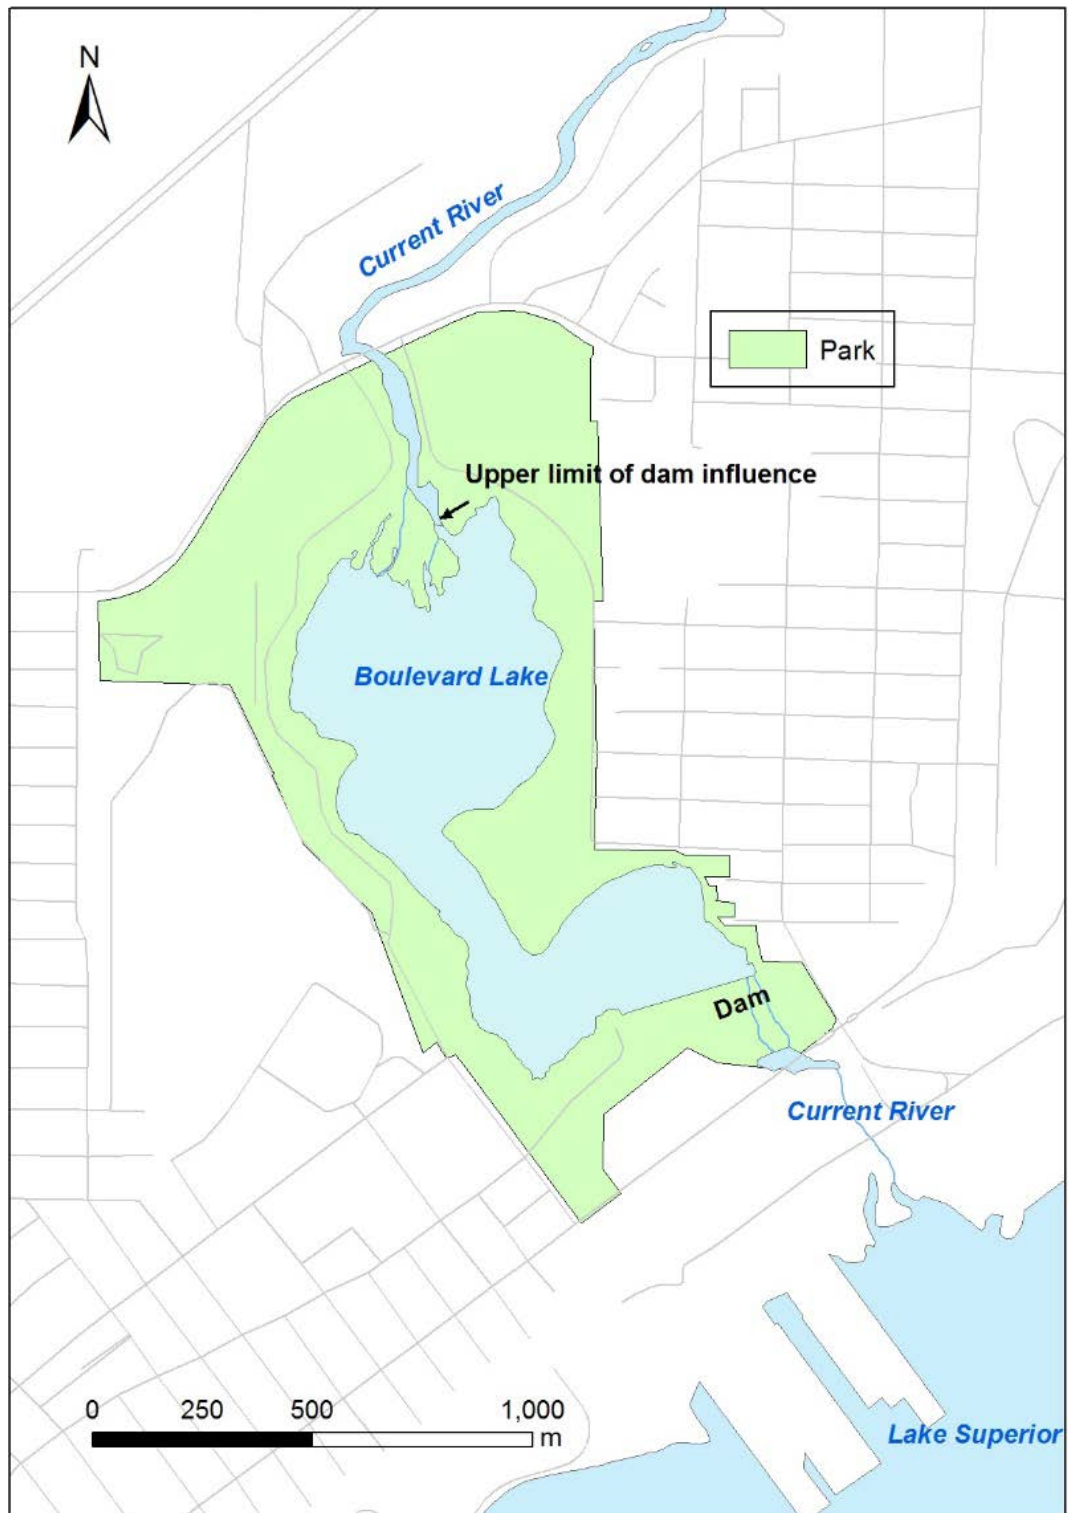 N
Current River
Park
Upper limit of dam influence
Boulevard Lake
Dam
Current River
0 250 500 1,000
m
Lake Superior